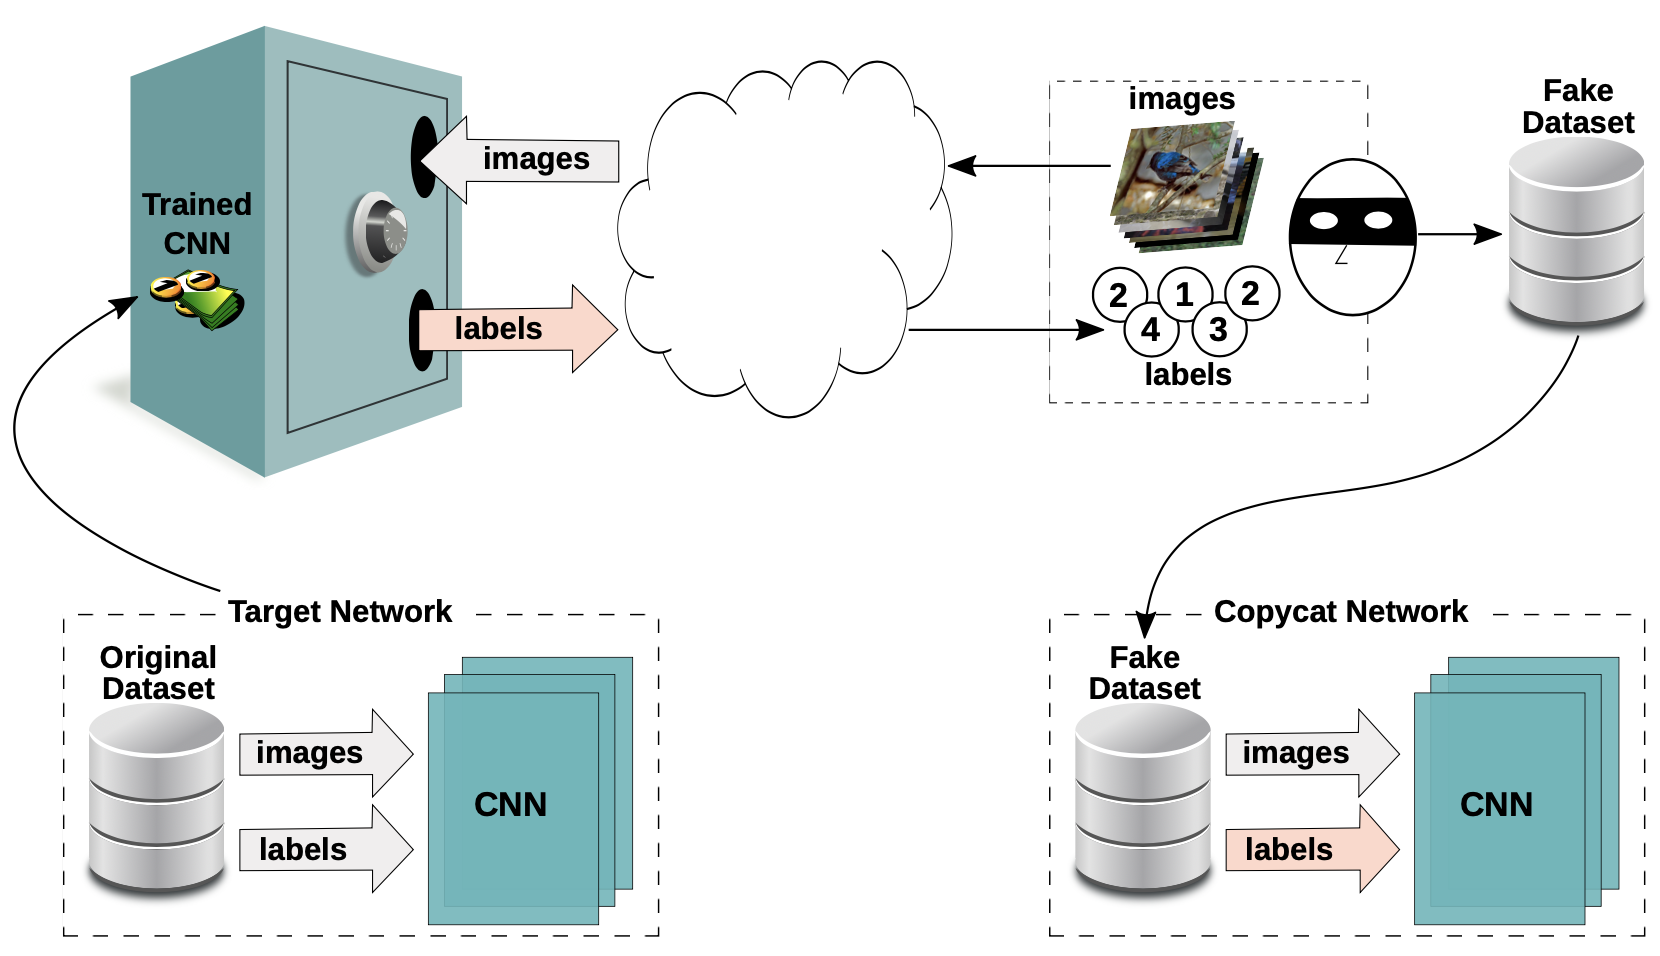 Trained
CNN
images
labels
images
2
1
2
4
3
labels
Fake
Dataset
Target Network
Original
Dataset
images
labels
CNN
Copycat Network
Fake
Dataset
images
labels
CNN